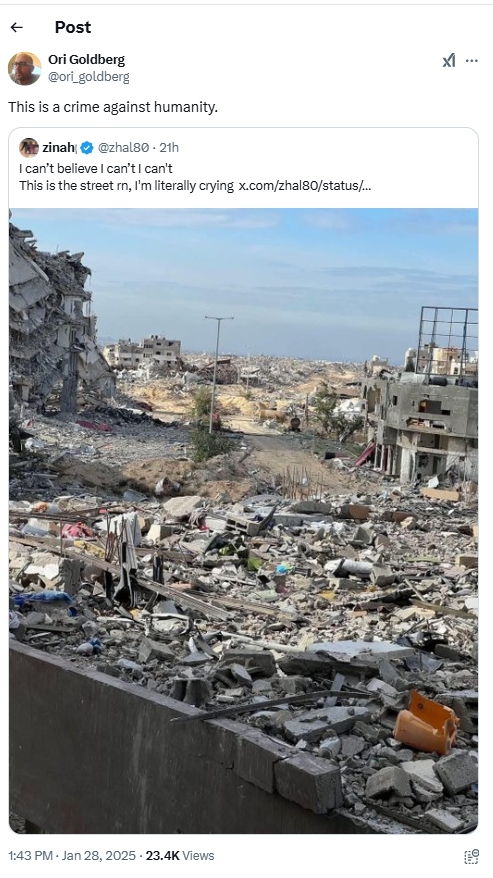 Post
Ori Goldberg
@ori_goldberg
This is a crime against humanity.
zinah @zhal80 · 21h
I can’t believe I can’t I can't
This is the street rn, I’m literally crying x.com/zhal80/status/...
1:43 PM · Jan 28, 2025 · 23.4K Views